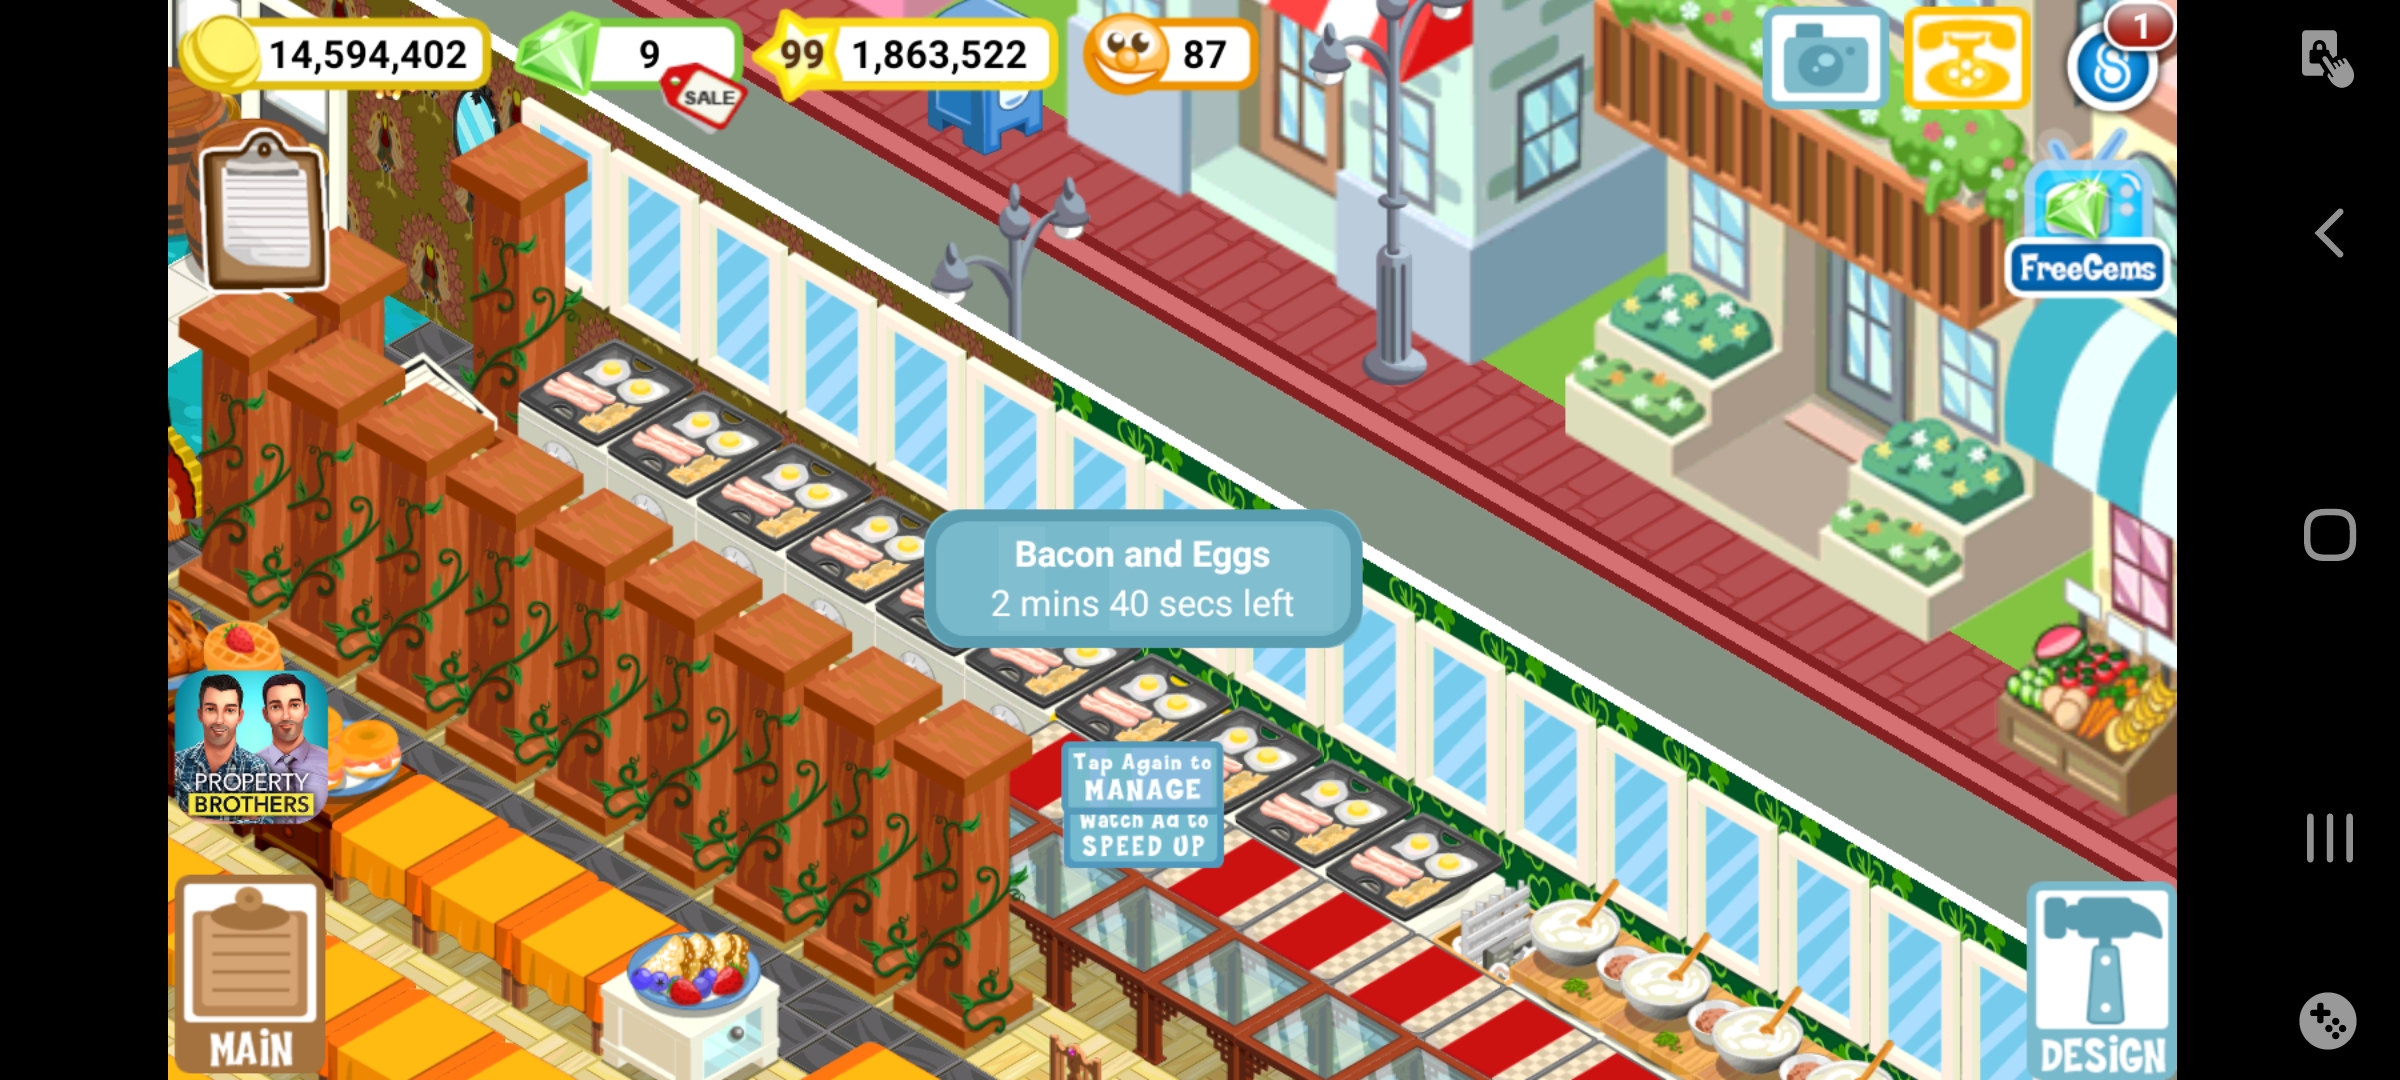 14,594,402
9
SALE
99
1,863,522
87
1
FreeGems
Bacon and Eggs
2 mins 40 secs left
Tap Again to
MANAGE
Watch Ad to
SPEED UP
PROPERTY
BROTHERS
MAiN
DESiGN